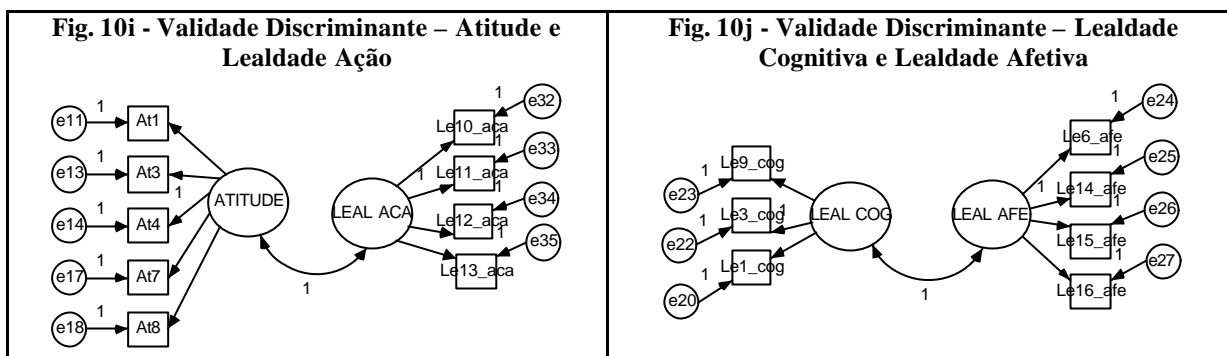 Fig. 10i - Validade Discriminante – Atitude e
Lealdade Ação
e11
1
At1
e13
1
At3
e14
1
At4
1
e17
1
At7
e18
1
At8
ATITUDE
1
LEAL ACA
1
Le10_aca
1
e32
Le11_aca
1
e33
Le12_aca
1
e34
Le13_aca
1
e35
Fig. 10j - Validade Discriminante – Lealdade
Cognitiva e Lealdade Afetiva
e23
1
Le9_cog
e22
1
Le3_cog
1
e20
1
Le1_cog
LEAL COG
1
LEAL AFE
1
Le6_afe
1
e24
Le14_afe
1
e25
Le15_afe
1
e26
Le16_afe
1
e27